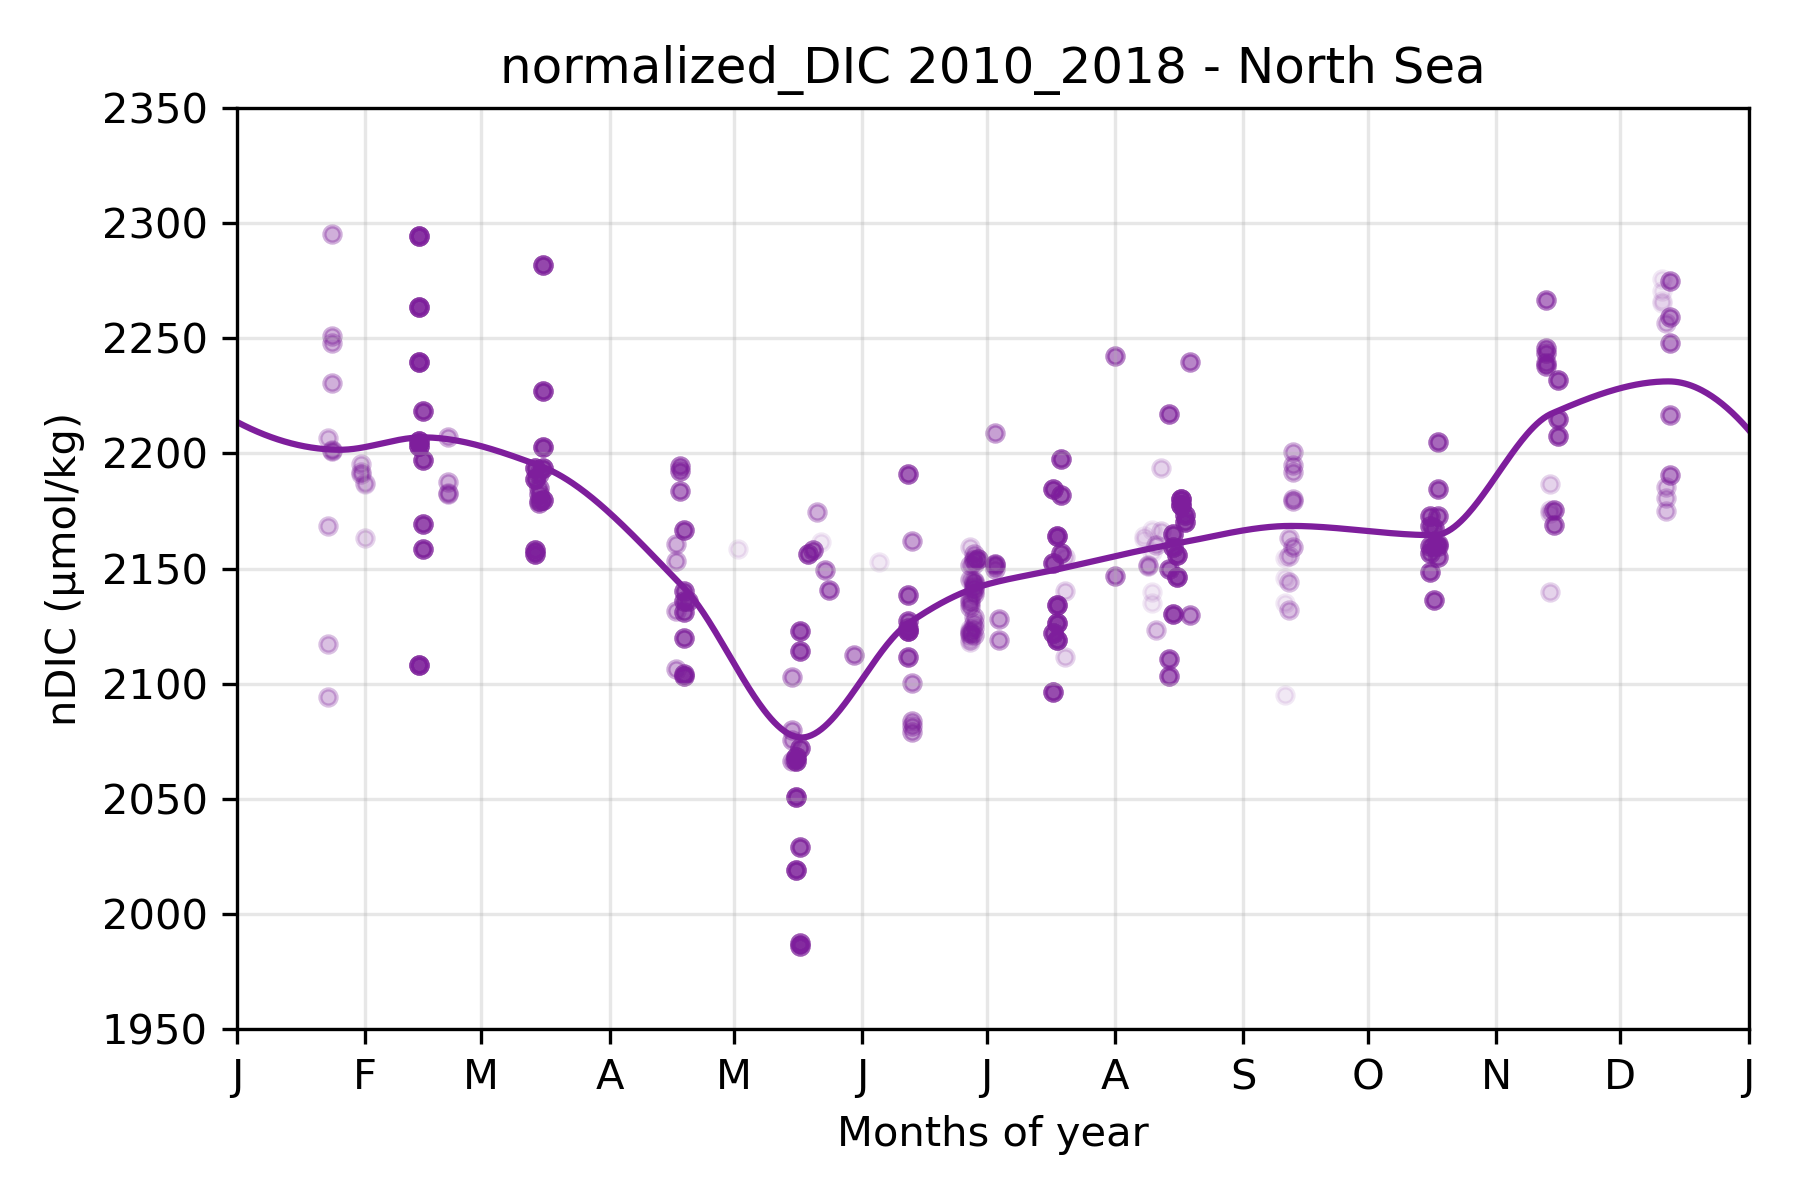 normalized_DIC 2010_2018 - North Sea
2350
2300
2250
2200
2150
2100
2050
2000
1950
nDIC (µmol/kg)
J F M A M J J A S O N D J
Months of year